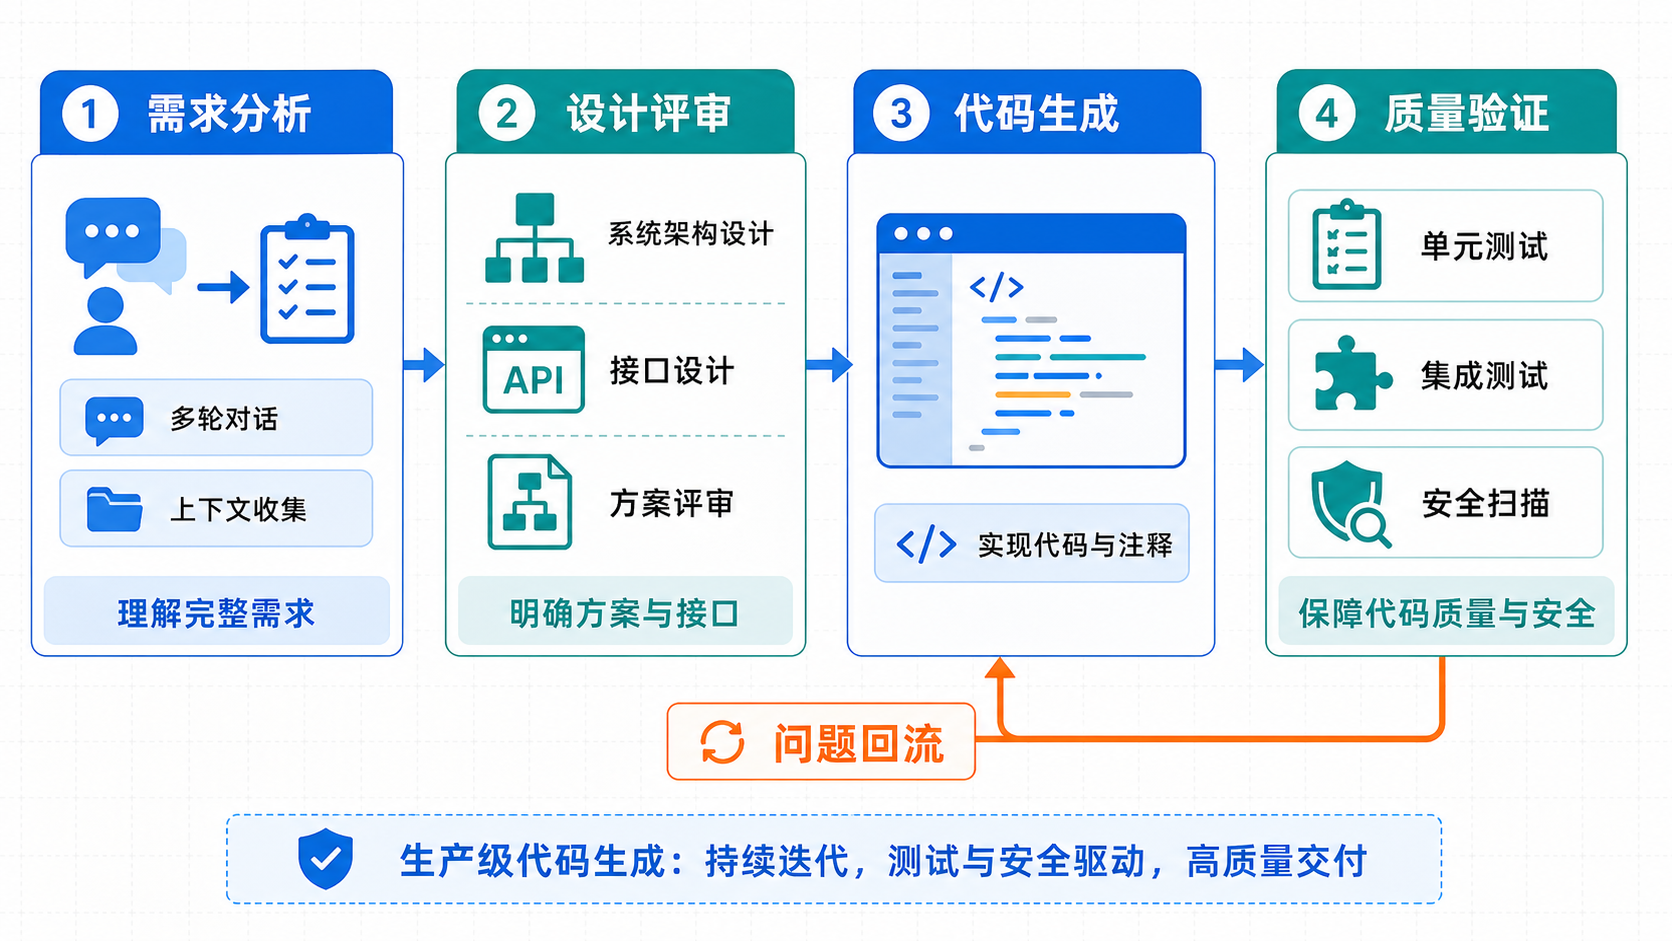 1 需求分析
多轮对话
上下文收集
理解完整需求
2 设计评审
系统架构设计
API 接口设计
方案评审
明确方案与接口
3 代码生成
</>
</> 实现代码与注释
4 质量验证
单元测试
集成测试
安全扫描
保障代码质量与安全
问题回流
生产级代码生成：持续迭代，测试与安全驱动，高质量交付